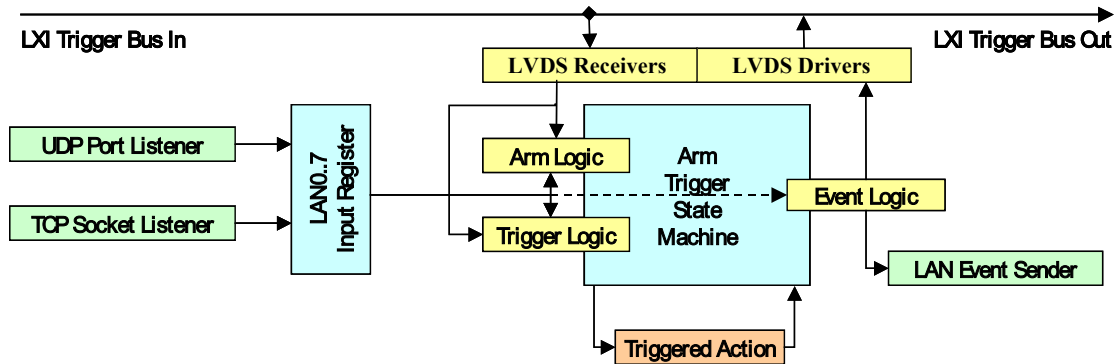 LXI Trigger Bus In
LXI Trigger Bus Out
LVDS Receivers
LVDS Drivers
UDP Port Listener
TCP Socket Listener
LAN0..7
Input Register
Arm Logic
Trigger Logic
Arm
Trigger
State
Machine
Event Logic
LAN Event Sender
Triggered Action